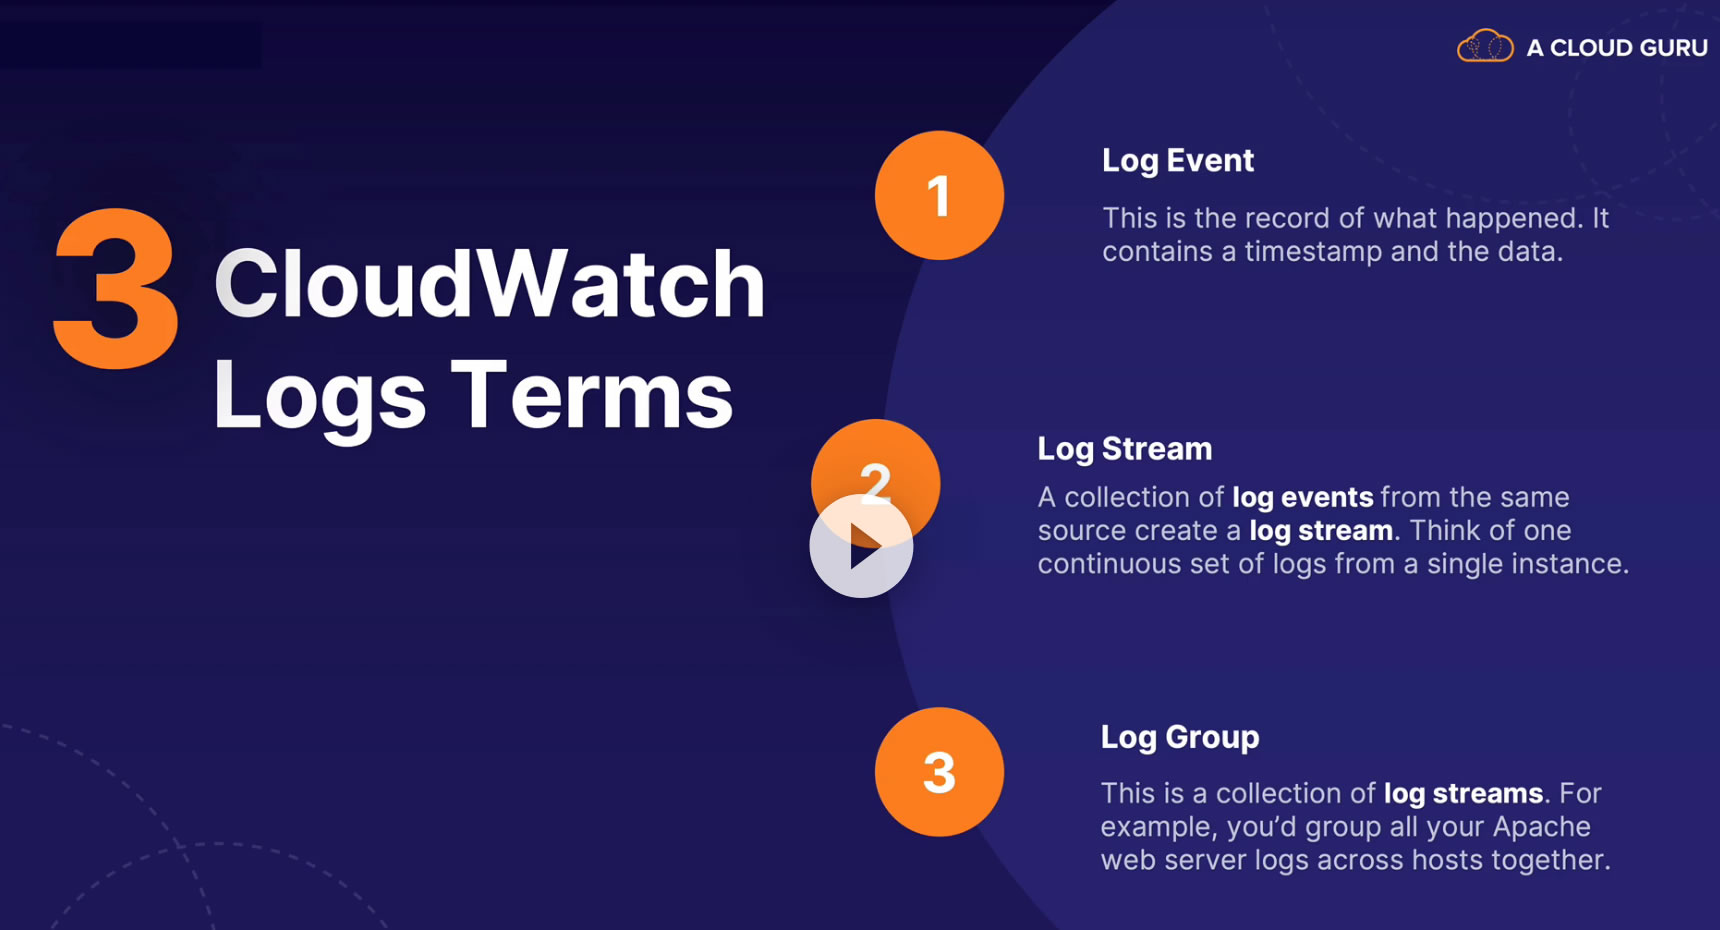 A CLOUD GURU
3
CloudWatch
Logs Terms
1
Log Event
This is the record of what happened. It
contains a timestamp and the data.
2
Log Stream
A collection of log events from the same
source create a log stream. Think of one
continuous set of logs from a single instance.
3
Log Group
This is a collection of log streams. For
example, you’d group all your Apache
web server logs across hosts together.